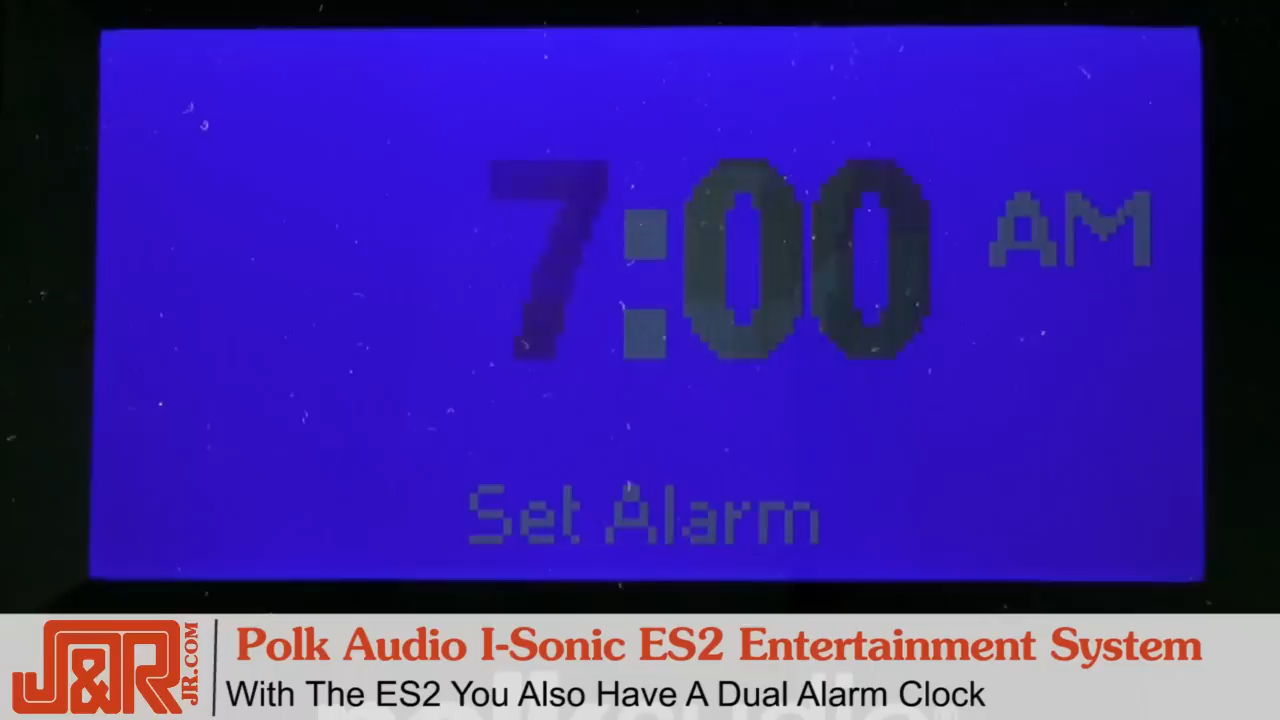 7:00 AM
Set Alarm
J&R
JR.COM
Polk Audio I-Sonic ES2 Entertainment System
With The ES2 You Also Have A Dual Alarm Clock